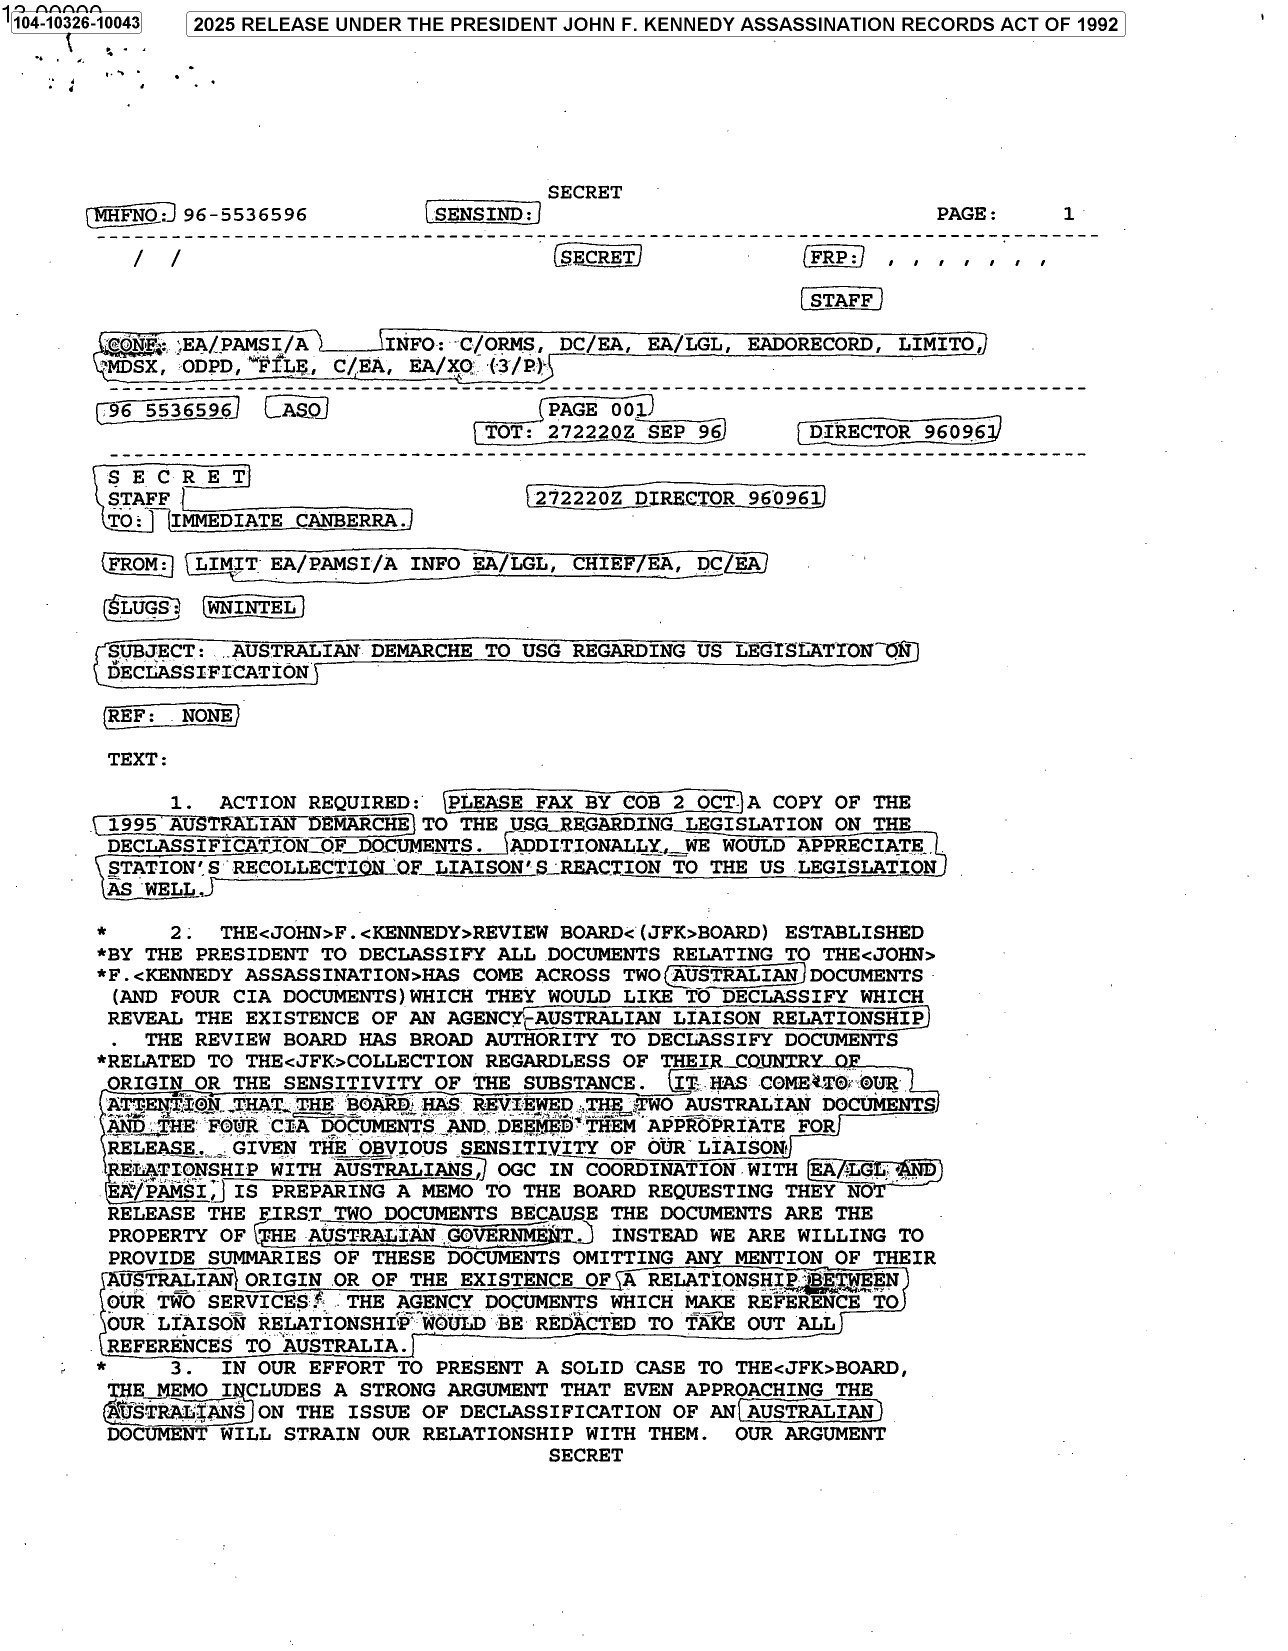 13-00000
104-10326-10043
2025 RELEASE UNDER THE PRESIDENT JOHN F. KENNEDY ASSASSINATION RECORDS ACT OF 1992
SECRET
MHFNO: 96-5536596 SENSIND: PAGE: 1
/ / SECRET FRP: , , , , , , ,
STAFF
CONF: EA/PAMSI/A INFO: C/ORMS, DC/EA, EA/LGL, EADORECORD, LIMITO,
MDSX, ODPD, FILE, C/EA, EA/XO (3/P)
96 5536596 ASO PAGE 001
TOT: 272220Z SEP 96 DIRECTOR 960961
S E C R E T
STAFF 272220Z DIRECTOR 960961
TO: IMMEDIATE CANBERRA.
FROM: LIMIT EA/PAMSI/A INFO EA/LGL, CHIEF/EA, DC/EA
SLUGS: WNINTEL
SUBJECT: AUSTRALIAN DEMARCHE TO USG REGARDING US LEGISLATION ON
DECLASSIFICATION
REF: NONE
TEXT:
1. ACTION REQUIRED: PLEASE FAX BY COB 2 OCT A COPY OF THE
1995 AUSTRALIAN DEMARCHE TO THE USG REGARDING LEGISLATION ON THE
DECLASSIFICATION OF DOCUMENTS. ADDITIONALLY, WE WOULD APPRECIATE
STATION'S RECOLLECTION OF LIAISON'S REACTION TO THE US LEGISLATION
AS WELL.
* 2. THE<JOHN>F.<KENNEDY>REVIEW BOARD<(JFK>BOARD) ESTABLISHED
*BY THE PRESIDENT TO DECLASSIFY ALL DOCUMENTS RELATING TO THE<JOHN>
*F.<KENNEDY ASSASSINATION>HAS COME ACROSS TWO AUSTRALIAN DOCUMENTS
(AND FOUR CIA DOCUMENTS)WHICH THEY WOULD LIKE TO DECLASSIFY WHICH
REVEAL THE EXISTENCE OF AN AGENCY-AUSTRALIAN LIAISON RELATIONSHIP
. THE REVIEW BOARD HAS BROAD AUTHORITY TO DECLASSIFY DOCUMENTS
*RELATED TO THE<JFK>COLLECTION REGARDLESS OF THEIR COUNTRY OF
ORIGIN OR THE SENSITIVITY OF THE SUBSTANCE. IT HAS COME TO OUR
ATTENTION THAT THE BOARD HAS REVIEWED THE TWO AUSTRALIAN DOCUMENTS
AND THE FOUR CIA DOCUMENTS AND DEEMED THEM APPROPRIATE FOR
RELEASE. GIVEN THE OBVIOUS SENSITIVITY OF OUR LIAISON
RELATIONSHIP WITH AUSTRALIANS, OGC IN COORDINATION WITH EA/LGL AND
EA/PAMSI, IS PREPARING A MEMO TO THE BOARD REQUESTING THEY NOT
RELEASE THE FIRST TWO DOCUMENTS BECAUSE THE DOCUMENTS ARE THE
PROPERTY OF THE AUSTRALIAN GOVERNMENT. INSTEAD WE ARE WILLING TO
PROVIDE SUMMARIES OF THESE DOCUMENTS OMITTING ANY MENTION OF THEIR
AUSTRALIAN ORIGIN OR OF THE EXISTENCE OF A RELATIONSHIP BETWEEN
OUR TWO SERVICES. THE AGENCY DOCUMENTS WHICH MAKE REFERENCE TO
OUR LIAISON RELATIONSHIP WOULD BE REDACTED TO TAKE OUT ALL
REFERENCES TO AUSTRALIA.
* 3. IN OUR EFFORT TO PRESENT A SOLID CASE TO THE<JFK>BOARD,
THE MEMO INCLUDES A STRONG ARGUMENT THAT EVEN APPROACHING THE
AUSTRALIANS ON THE ISSUE OF DECLASSIFICATION OF AN AUSTRALIAN
DOCUMENT WILL STRAIN OUR RELATIONSHIP WITH THEM. OUR ARGUMENT
SECRET